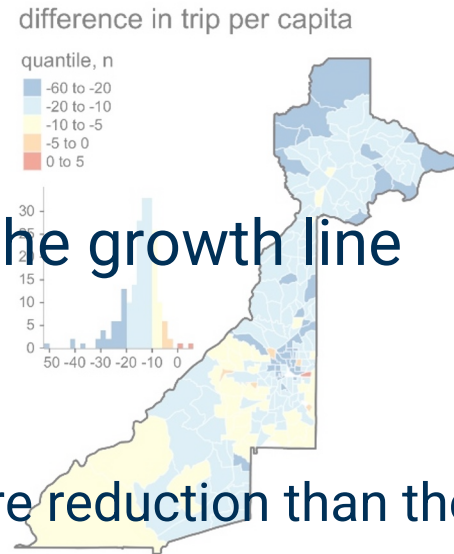 difference in trip per capita
quantile, n
-60 to -20
-20 to -10
-10 to -5
-5 to 0
0 to 5
30
he growth line
20
15
10
5
0
50 -40 -30 -20 -10 0
re reduction than the